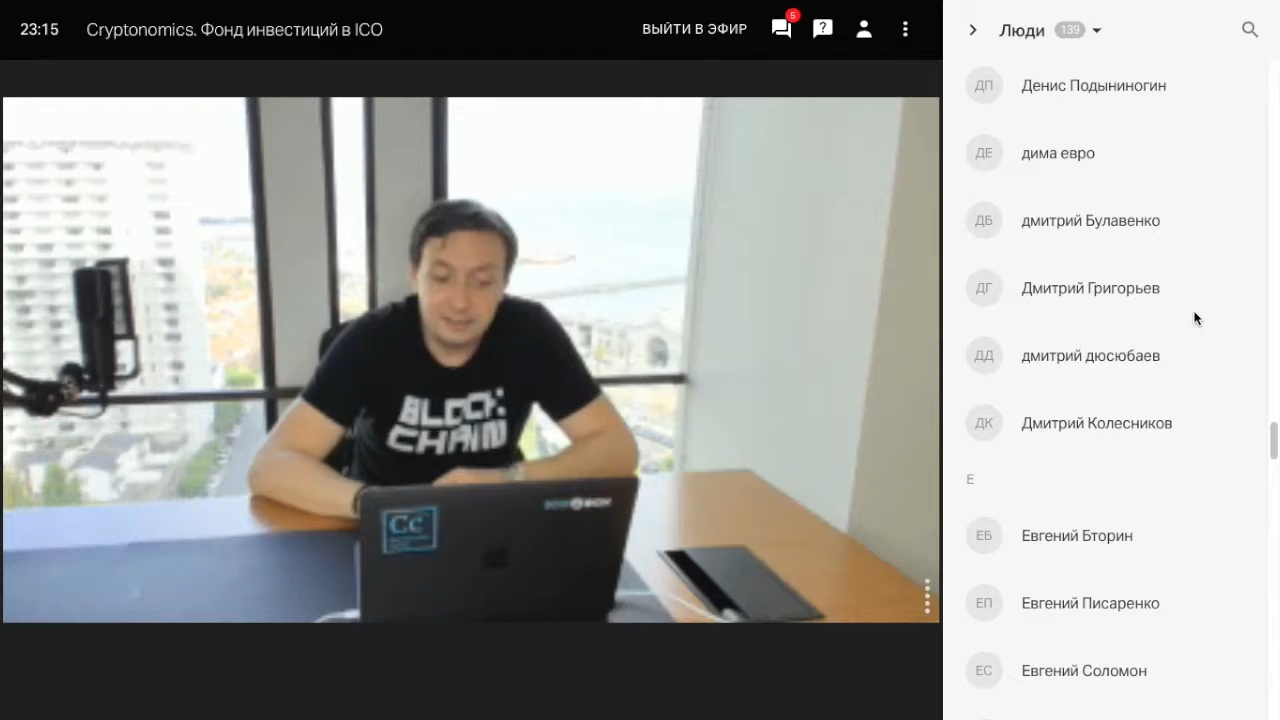 23:15
Cryptonomics. Фонд инвестиций в ICO
ВЫЙТИ В ЭФИР
5
Люди
139
ДП
Денис Подыниногин
ДЕ
дима евро
ДБ
дмитрий Булавенко
ДГ
Дмитрий Григорьев
ДД
дмитрий дюсюбаев
ДК
Дмитрий Колесников
Е
ЕБ
Евгений Бторин
ЕП
Евгений Писаренко
ЕС
Евгений Соломон
BLOCK
CHAIN
Cc